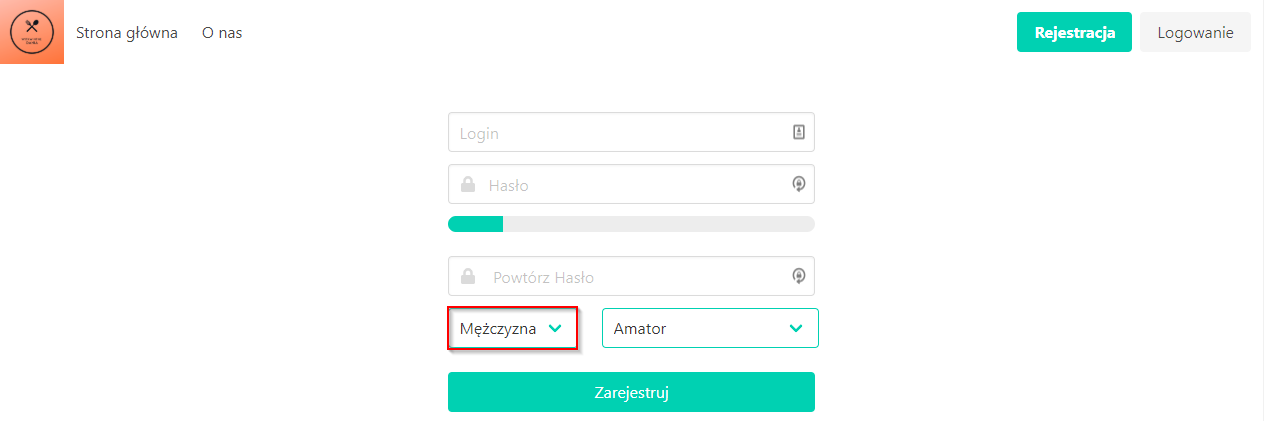 Strona główna O nas Rejestracja Logowanie
Login
Hasło
Powtórz Hasło
Mężczyzna Amator
Zarejestruj